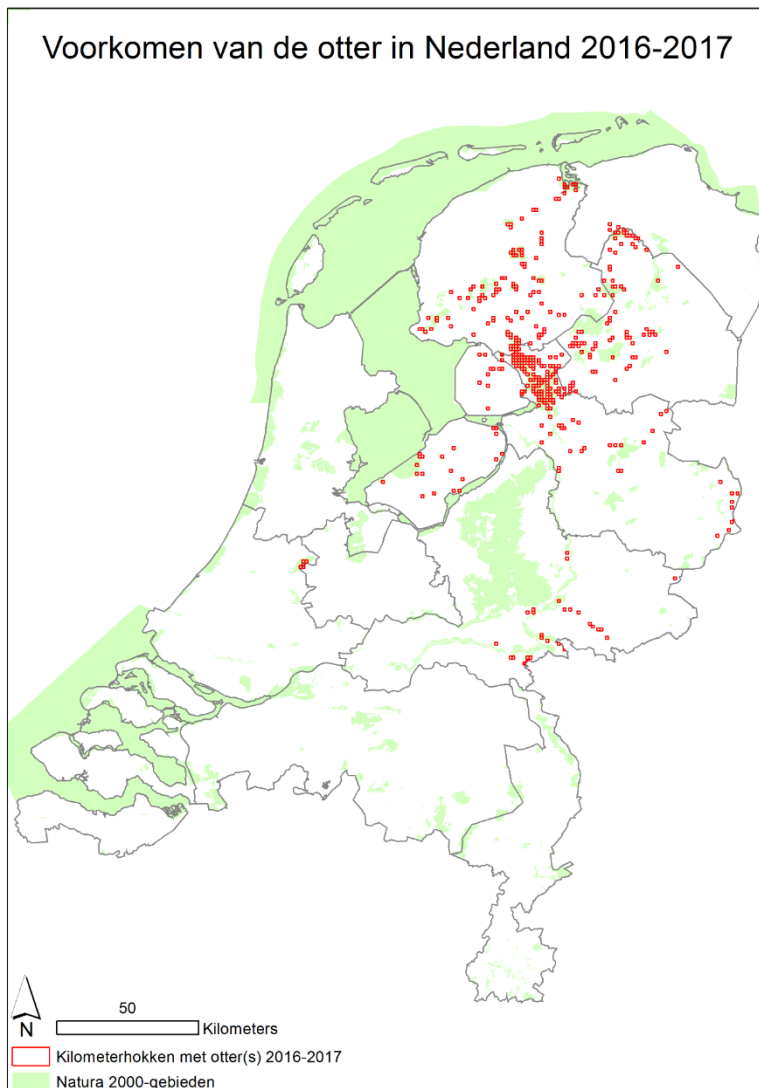 Voorkomen van de otter in Nederland 2016-2017
N
50
Kilometers
Kilometerhokken met otter(s) 2016-2017
Natura 2000-gebieden